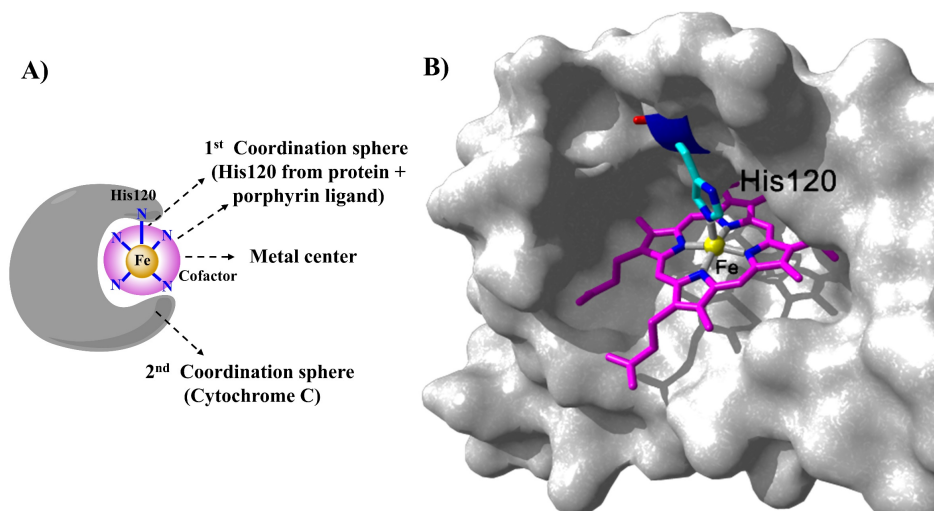 A)
B)
1st Coordination sphere
(His120 from protein +
porphyrin ligand)
His120
N
N
N
Fe
N
N
Metal center
Cofactor
2nd Coordination sphere
(Cytochrome C)
His120
Fe